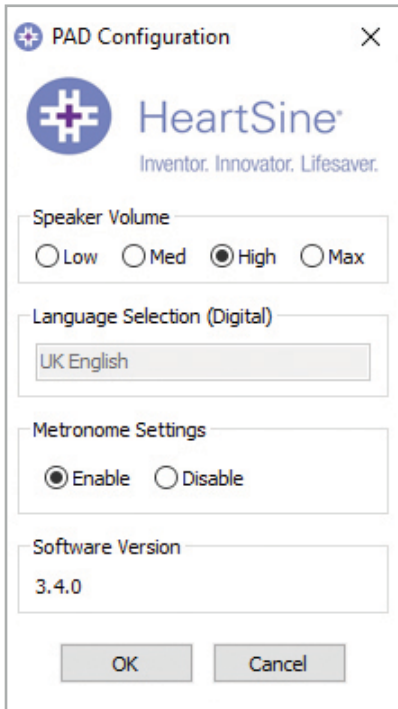 PAD Configuration
HeartSine®
Inventor. Innovator. Lifesaver.
Speaker Volume
Low Med High Max
Language Selection (Digital)
UK English
Metronome Settings
Enable Disable
Software Version
3.4.0
OK Cancel